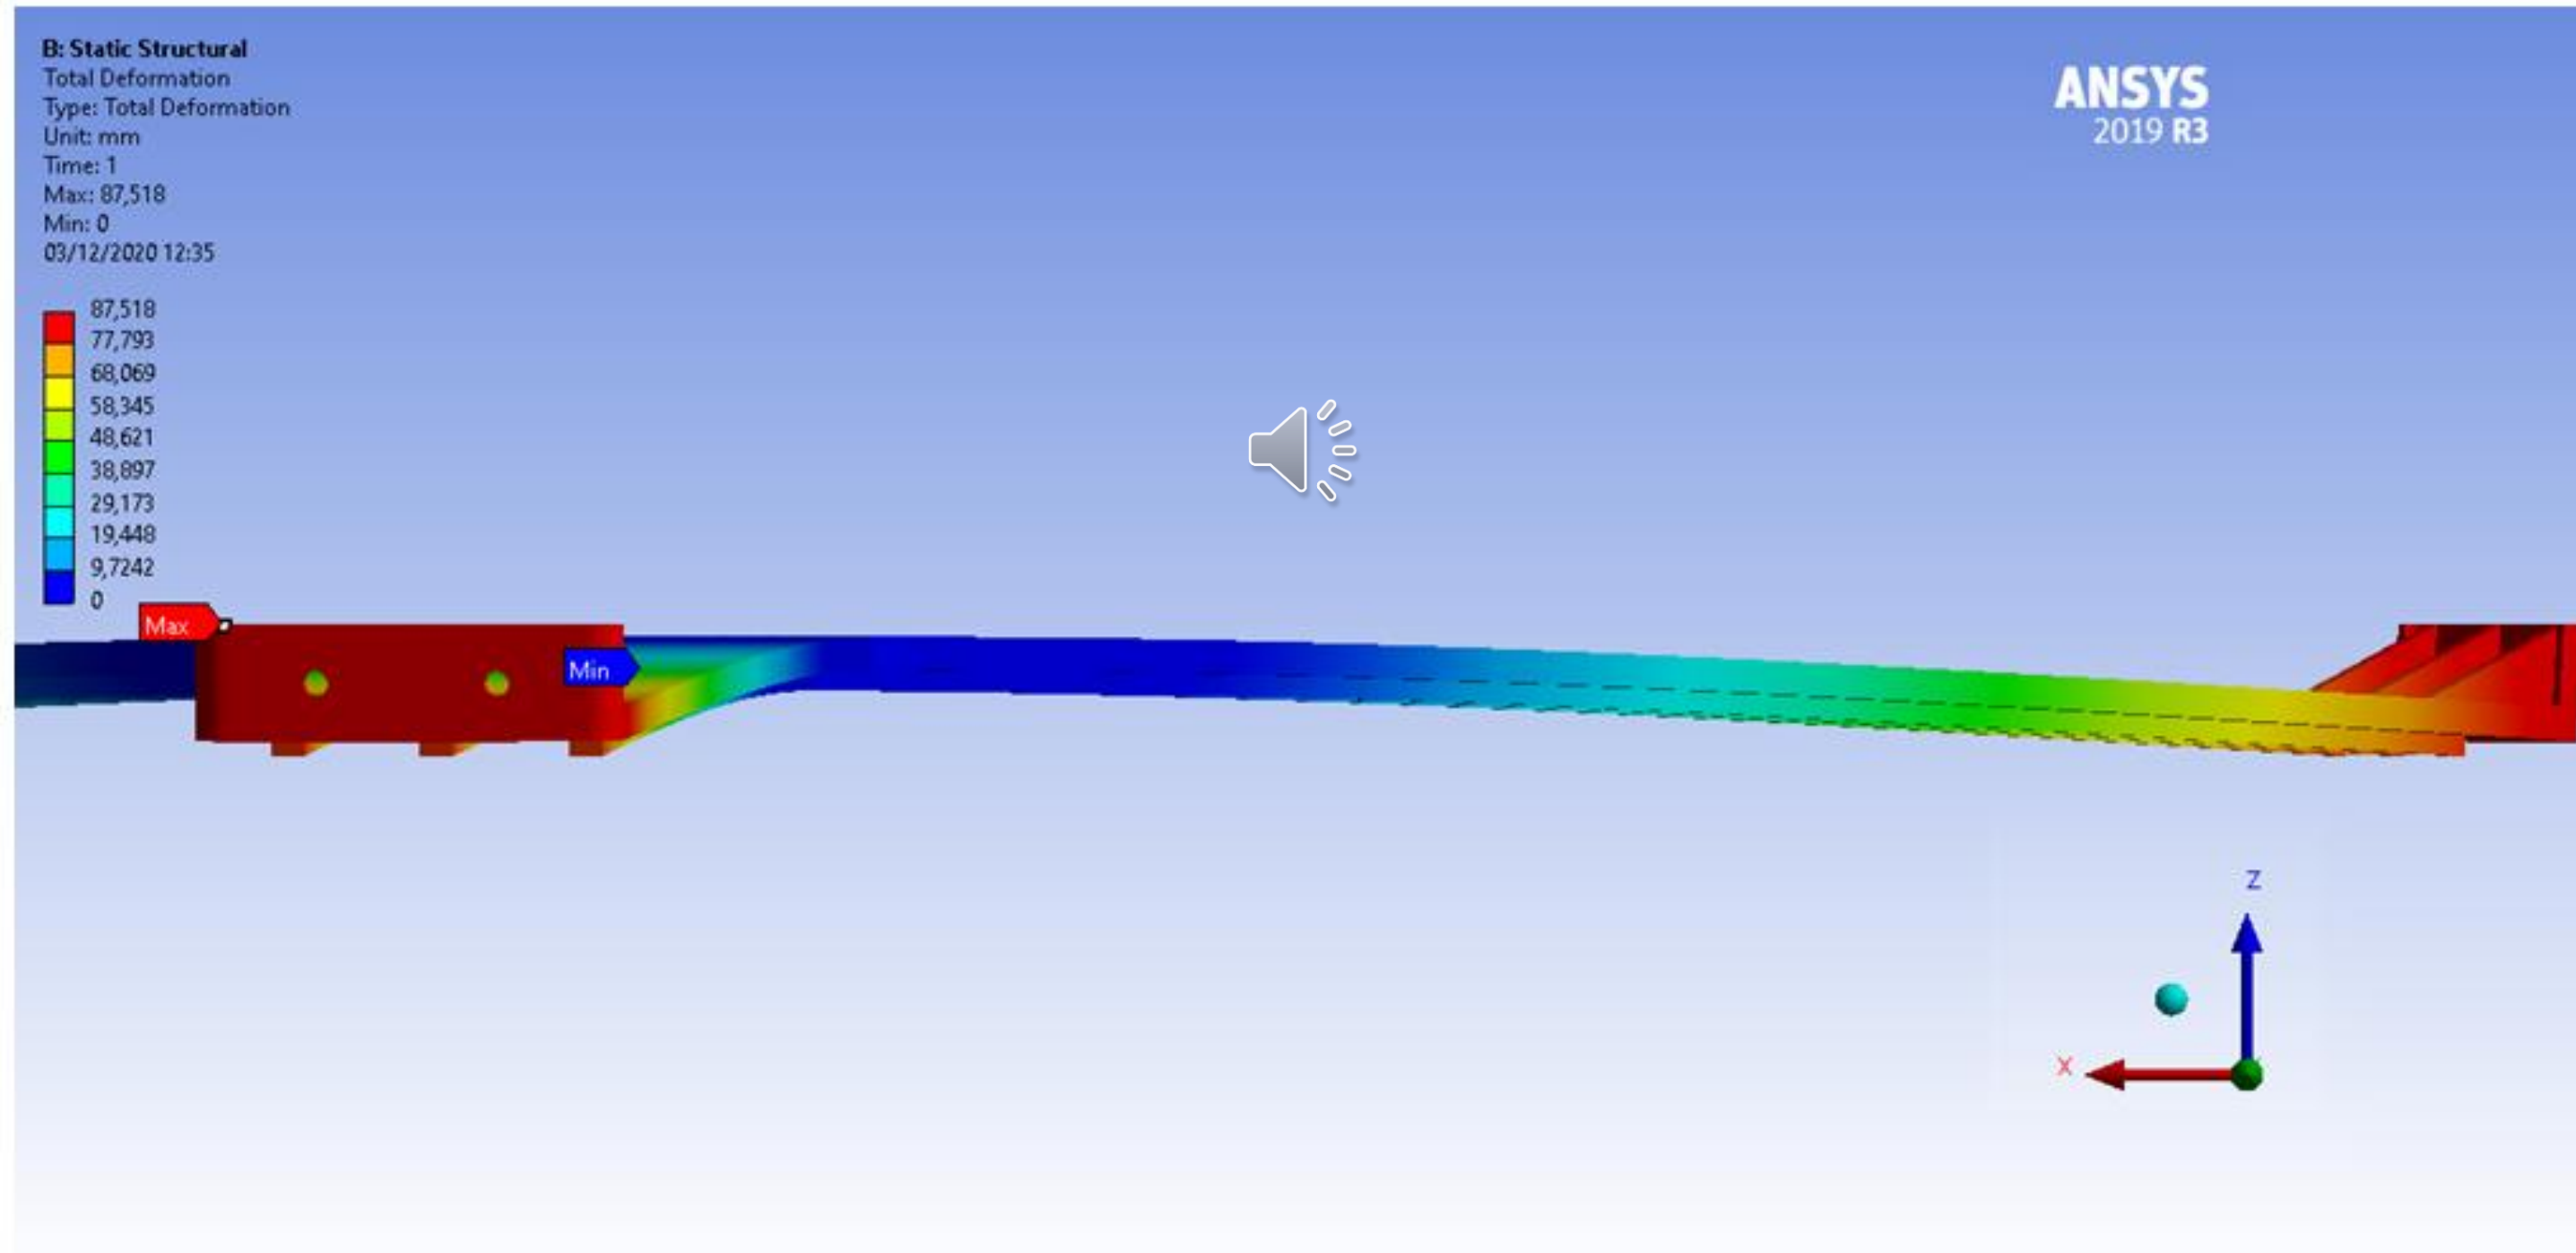 B: Static Structural
Total Deformation
Type: Total Deformation
Unit: mm
Time: 1
Max: 87,518
Min: 0
03/12/2020 12:35
ANSYS
2019 R3
87,518
77,793
68,069
58,345
48,621
38,897
29,173
19,448
9,7242
0
Max
Min
Z
X